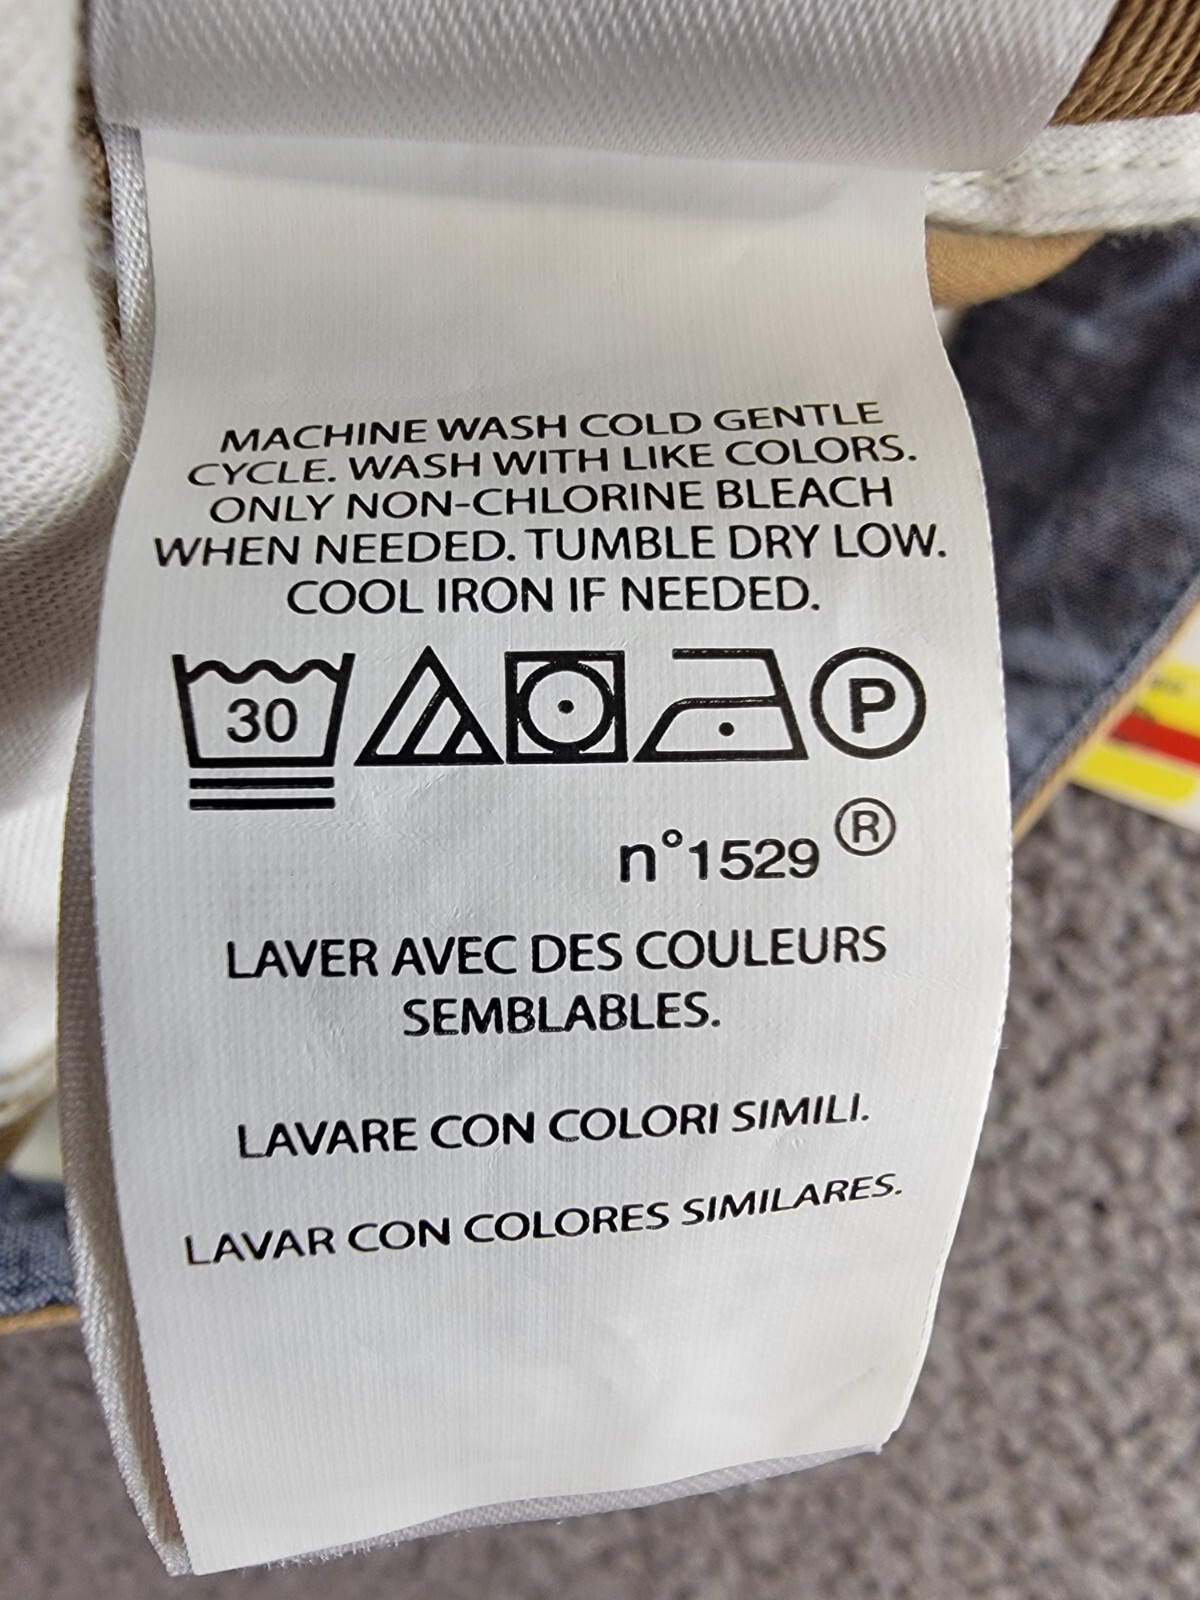 MACHINE WASH COLD GENTLE
CYCLE. WASH WITH LIKE COLORS.
ONLY NON-CHLORINE BLEACH
WHEN NEEDED. TUMBLE DRY LOW.
COOL IRON IF NEEDED.
30 P
n°1529 ®
LAVER AVEC DES COULEURS
SEMBLABLES.
LAVARE CON COLORI SIMILI.
LAVAR CON COLORES SIMILARES.